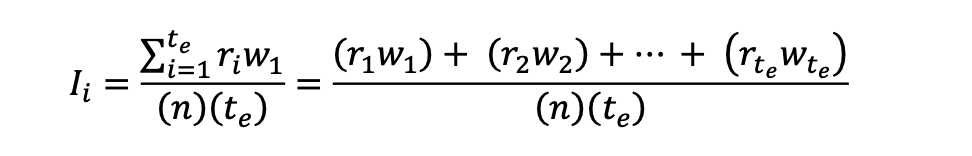 I_i = \frac{\sum_{i=1}^{t_e} r_i w_1}{(n)(t_e)} = \frac{(r_1 w_1) + (r_2 w_2) + \cdots + (r_{t_e} w_{t_e})}{(n)(t_e)}